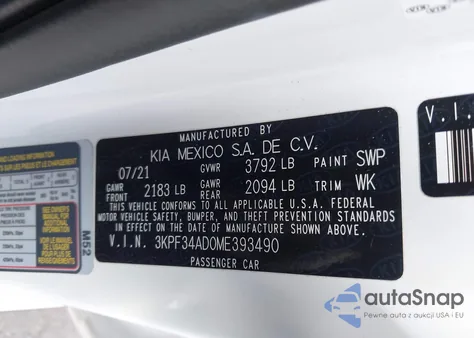 MANUFACTURED BY
KIA MEXICO S.A. DE C.V.
07/21 GVWR 3792 LB PAINT SWP
GAWR FRONT 2183 LB GAWR REAR 2094 LB TRIM WK
THIS VEHICLE CONFORMS TO ALL APPLICABLE U.S.A. FEDERAL
MOTOR VEHICLE SAFETY, BUMPER, AND THEFT PREVENTION STANDARDS
IN EFFECT ON THE DATE OF MANUFACTURE SHOWN ABOVE.
V.I.N. 3KPF34AD0ME393490
PASSENGER CAR
M52
V.I.
autoSnap
Pewne auta z aukcji USA i EU